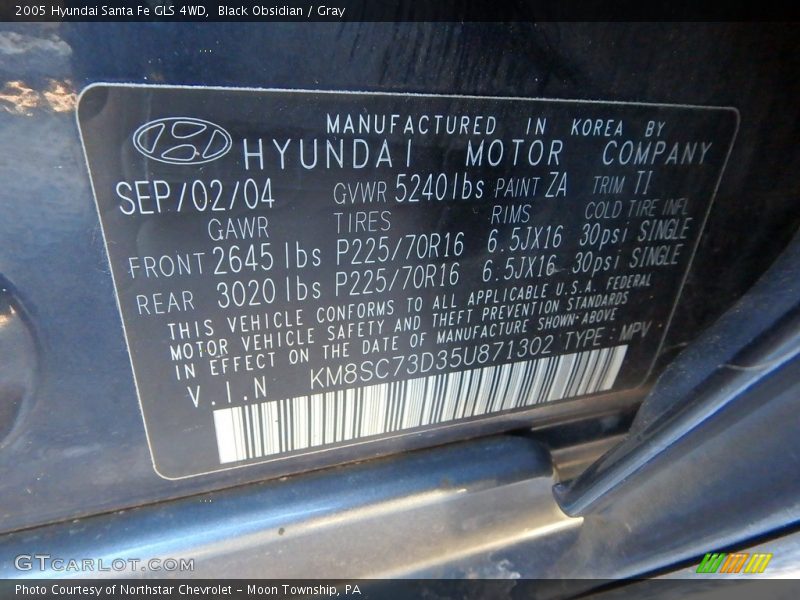 2005 Hyundai Santa Fe GLS 4WD, Black Obsidian / Gray
MANUFACTURED IN KOREA BY
HYUNDAI MOTOR COMPANY
SEP/02/04 GVWR 5240lbs PAINT ZA TRIM TI
GAWR TIRES RIMS COLD TIRE INFL
FRONT 2645 lbs P225/70R16 6.5JX16 30psi SINGLE
REAR 3020 lbs P225/70R16 6.5JX16 30psi SINGLE
THIS VEHICLE CONFORMS TO ALL APPLICABLE U.S.A. FEDERAL
MOTOR VEHICLE SAFETY AND THEFT PREVENTION STANDARDS
IN EFFECT ON THE DATE OF MANUFACTURE SHOWN-ABOVE
V.I.N KM8SC73D35U871302 TYPE : MPV
GTCARLOT.COM
Photo Courtesy of Northstar Chevrolet - Moon Township, PA